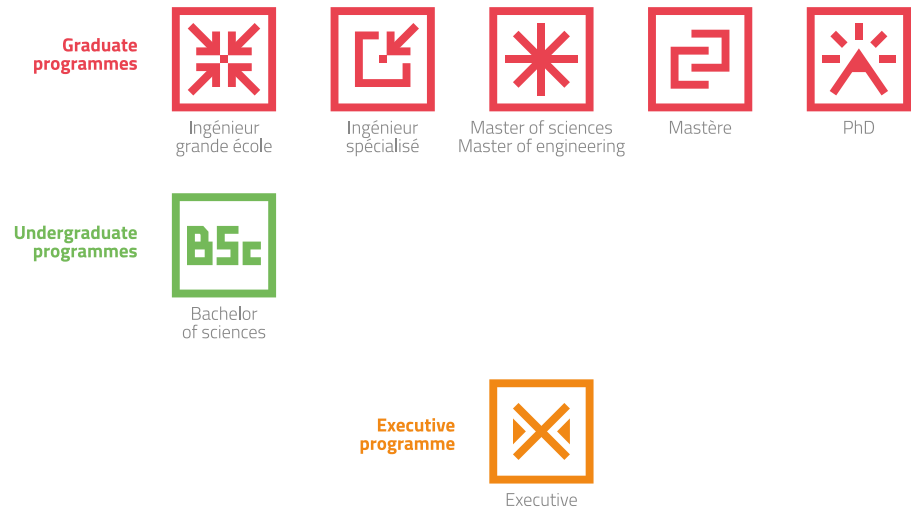 Graduate
programmes
Ingénieur
grande école
Ingénieur
spécialisé
Master of sciences
Master of engineering
Mastère
PhD
Undergraduate
programmes
BSc
Bachelor
of sciences
Executive
programme
Executive